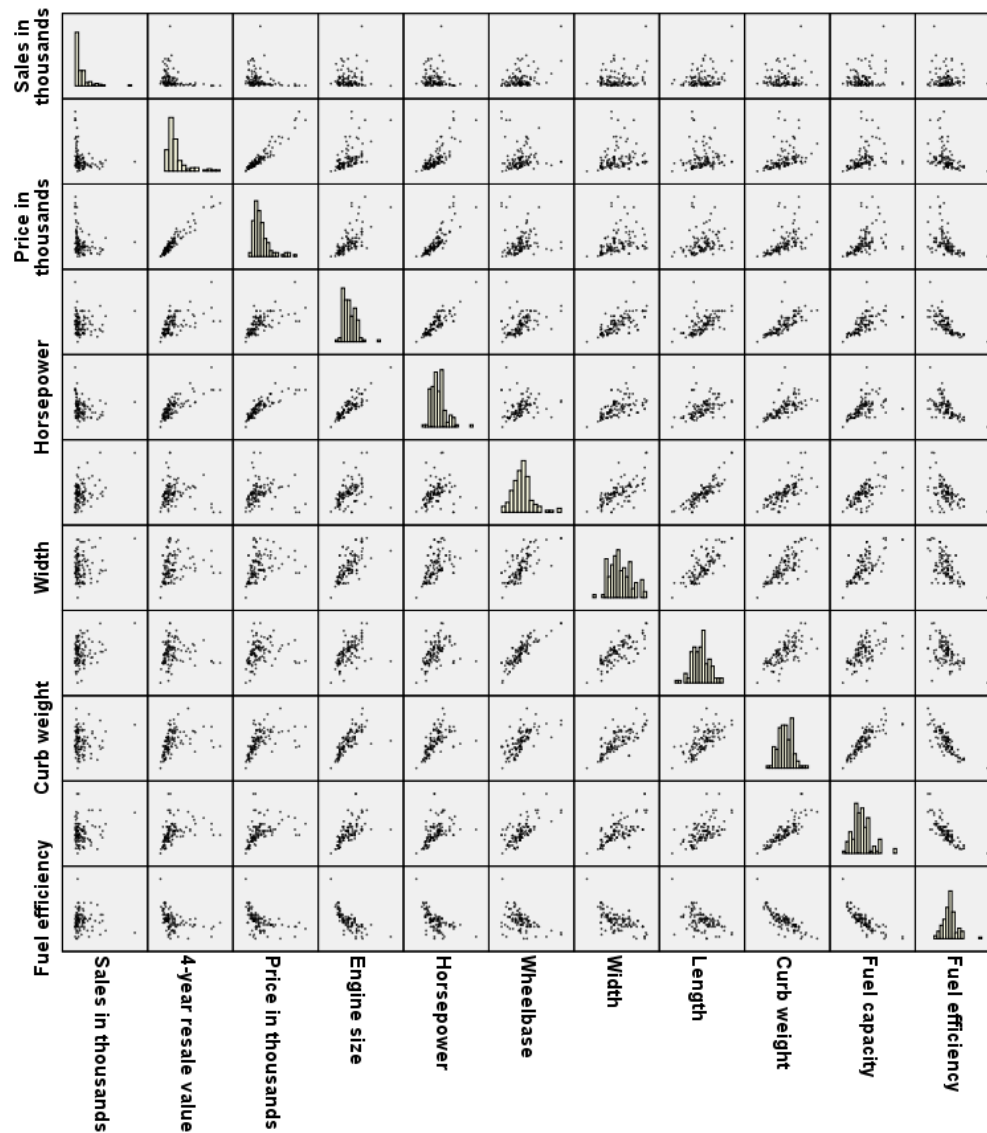 Sales in
thousands
Price in
thousands
Horsepower
Width
Curb weight
Fuel efficiency
Sales in thousands
4-year resale value
Price in thousands
Engine size
Horsepower
Wheelbase
Width
Length
Curb weight
Fuel capacity
Fuel efficiency